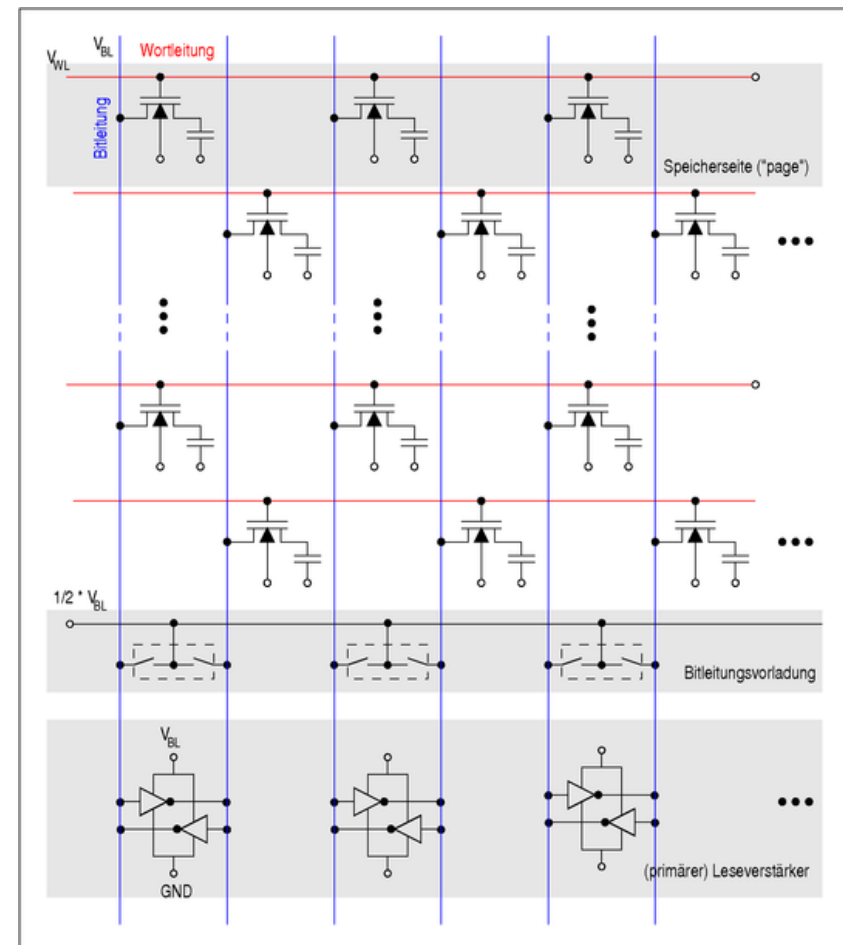 V_BL
Wortleitung
V_WL
Bitleitung
Speicherseite ("page")
1/2 * V_BL
Bitleitungsvorladung
V_BL
(primärer) Leseverstärker
GND